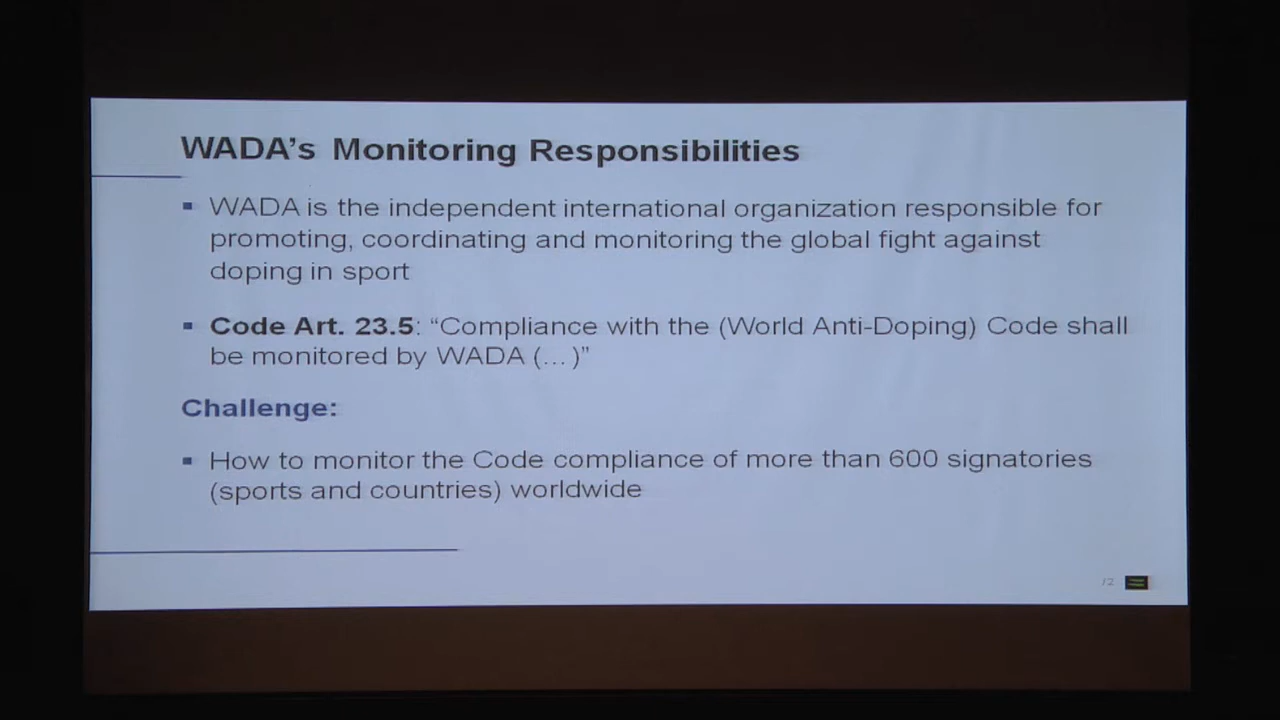 WADA's Monitoring Responsibilities
▪ WADA is the independent international organization responsible for
promoting, coordinating and monitoring the global fight against
doping in sport
▪ Code Art. 23.5: “Compliance with the (World Anti-Doping) Code shall
be monitored by WADA (…)”
Challenge:
▪ How to monitor the Code compliance of more than 600 signatories
(sports and countries) worldwide
/2